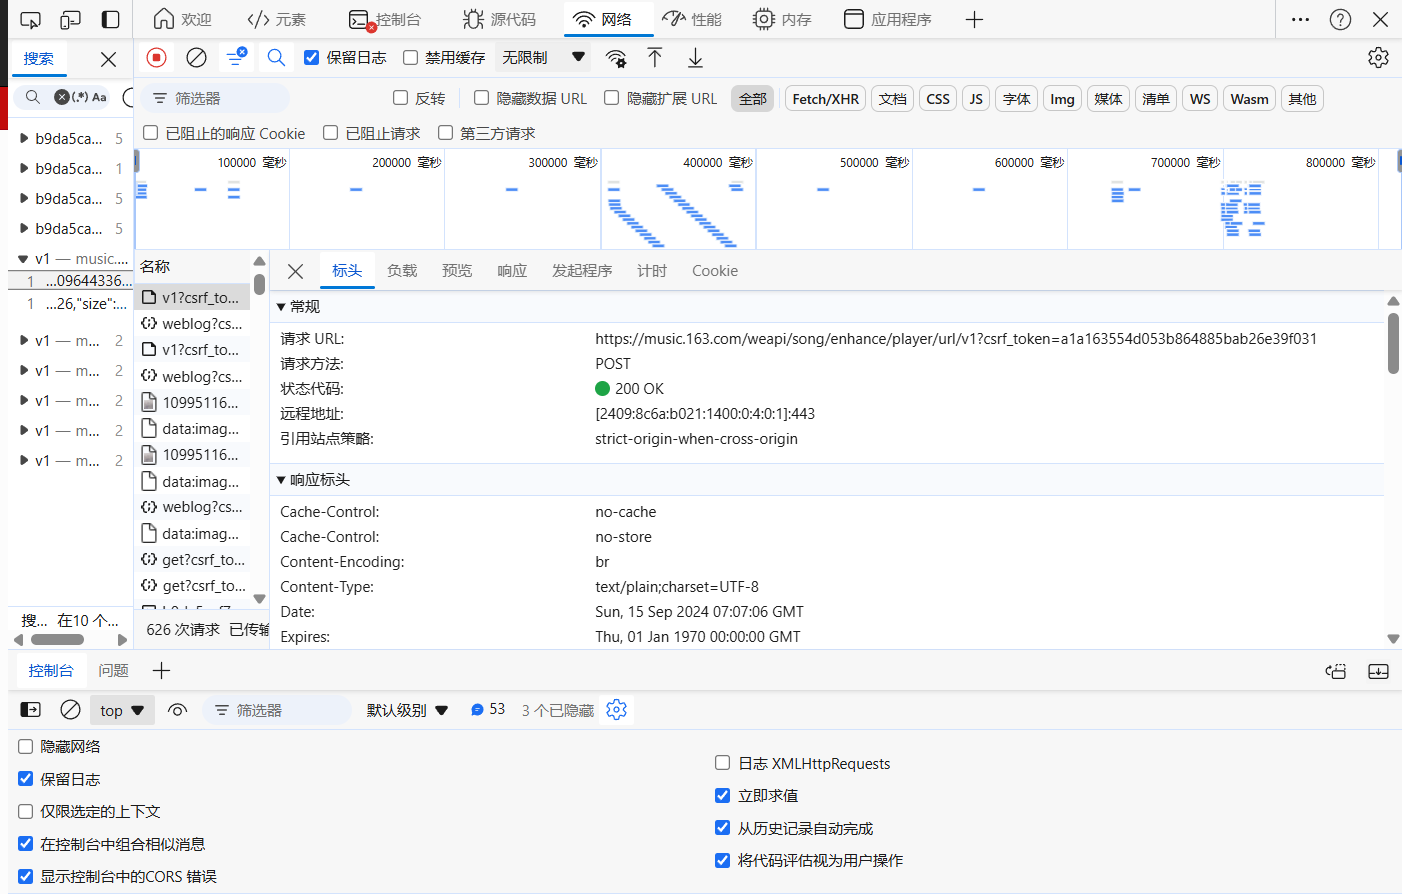 欢迎 元素 控制台 源代码 网络 性能 内存 应用程序
搜索 保留日志 禁用缓存 无限制
(.*) Aa 筛选器 反转 隐藏数据 URL 隐藏扩展 URL 全部 Fetch/XHR 文档 CSS JS 字体 Img 媒体 清单 WS Wasm 其他
已阻止的响应 Cookie 已阻止请求 第三方请求
100000 毫秒 200000 毫秒 300000 毫秒 400000 毫秒 500000 毫秒 600000 毫秒 700000 毫秒 800000 毫秒
b9da5ca... 5
b9da5ca... 1
b9da5ca... 5
b9da5ca... 5
v1 — music....
1 ...09644336...
1 ...26,"size":...
v1 — m... 2
v1 — m... 2
v1 — m... 2
v1 — m... 2
v1 — m... 2
搜... 在10 个...
名称
v1?csrf_to...
weblog?cs...
v1?csrf_to...
weblog?cs...
10995116...
data:imag...
10995116...
data:imag...
weblog?cs...
data:imag...
get?csrf_to...
get?csrf_to...
626 次请求 已传输
标头 负载 预览 响应 发起程序 计时 Cookie
常规
请求 URL: https://music.163.com/weapi/song/enhance/player/url/v1?csrf_token=a1a163554d053b864885bab26e39f031
请求方法: POST
状态代码: 200 OK
远程地址: [2409:8c6a:b021:1400:0:4:0:1]:443
引用站点策略: strict-origin-when-cross-origin
响应标头
Cache-Control: no-cache
Cache-Control: no-store
Content-Encoding: br
Content-Type: text/plain;charset=UTF-8
Date: Sun, 15 Sep 2024 07:07:06 GMT
Expires: Thu, 01 Jan 1970 00:00:00 GMT
控制台 问题
top 筛选器 默认级别 53 3 个已隐藏
隐藏网络
保留日志
仅限选定的上下文
在控制台中组合相似消息
显示控制台中的CORS 错误
日志 XMLHttpRequests
立即求值
从历史记录自动完成
将代码评估视为用户操作